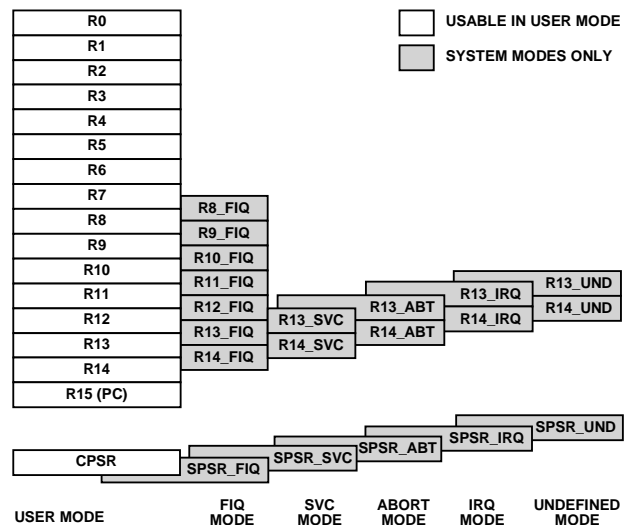 R0
R1
R2
R3
R4
R5
R6
R7
R8
R9
R10
R11
R12
R13
R14
R15 (PC)
USABLE IN USER MODE
SYSTEM MODES ONLY
R8_FIQ
R9_FIQ
R10_FIQ
R11_FIQ
R12_FIQ
R13_FIQ
R14_FIQ
R13_SVC
R14_SVC
R13_ABT
R14_ABT
R13_IRQ
R14_IRQ
R13_UND
R14_UND
CPSR
SPSR_FIQ
SPSR_SVC
SPSR_ABT
SPSR_IRQ
SPSR_UND
USER MODE
FIQ
MODE
SVC
MODE
ABORT
MODE
IRQ
MODE
UNDEFINED
MODE